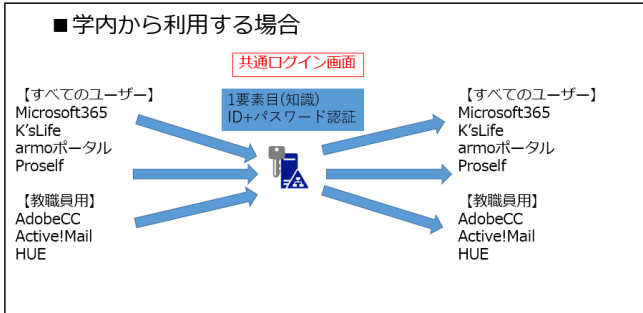 ■学内から利用する場合
共通ログイン画面
1要素目(知識)
ID+パスワード認証
【すべてのユーザー】
Microsoft365
K'sLife
armoポータル
Proself
【教職員用】
AdobeCC
Active!Mail
HUE
【すべてのユーザー】
Microsoft365
K'sLife
armoポータル
Proself
【教職員用】
AdobeCC
Active!Mail
HUE